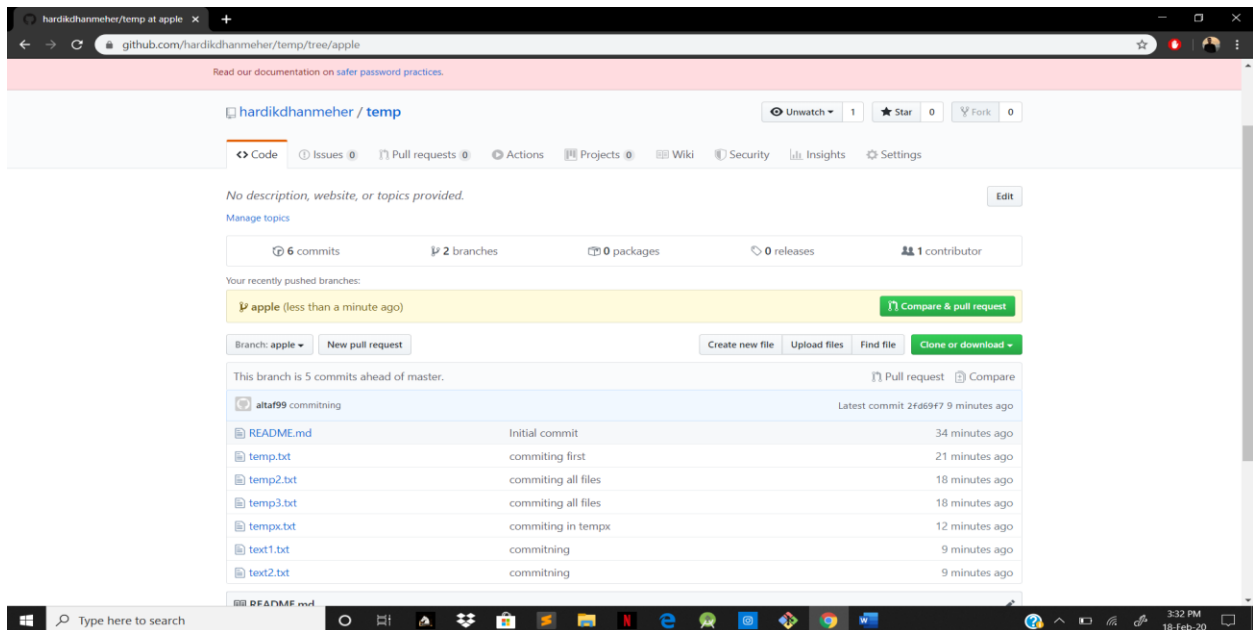 hardikdhanmeher/temp at apple
github.com/hardikdhanmeher/temp/tree/apple
Read our documentation on safer password practices.
hardikdhanmeher / temp
Unwatch 1 Star 0 Fork 0
Code Issues 0 Pull requests 0 Actions Projects 0 Wiki Security Insights Settings
No description, website, or topics provided. Edit
Manage topics
6 commits 2 branches 0 packages 0 releases 1 contributor
Your recently pushed branches:
apple (less than a minute ago) Compare & pull request
Branch: apple New pull request Create new file Upload files Find file Clone or download
This branch is 5 commits ahead of master. Pull request Compare
altaf99 commitning Latest commit 2fd69f7 9 minutes ago
README.md Initial commit 34 minutes ago
temp.txt commiting first 21 minutes ago
temp2.txt commiting all files 18 minutes ago
temp3.txt commiting all files 18 minutes ago
tempx.txt commiting in tempx 12 minutes ago
text1.txt commitning 9 minutes ago
text2.txt commitning 9 minutes ago
README.md
Type here to search
3:32 PM
18-Feb-20